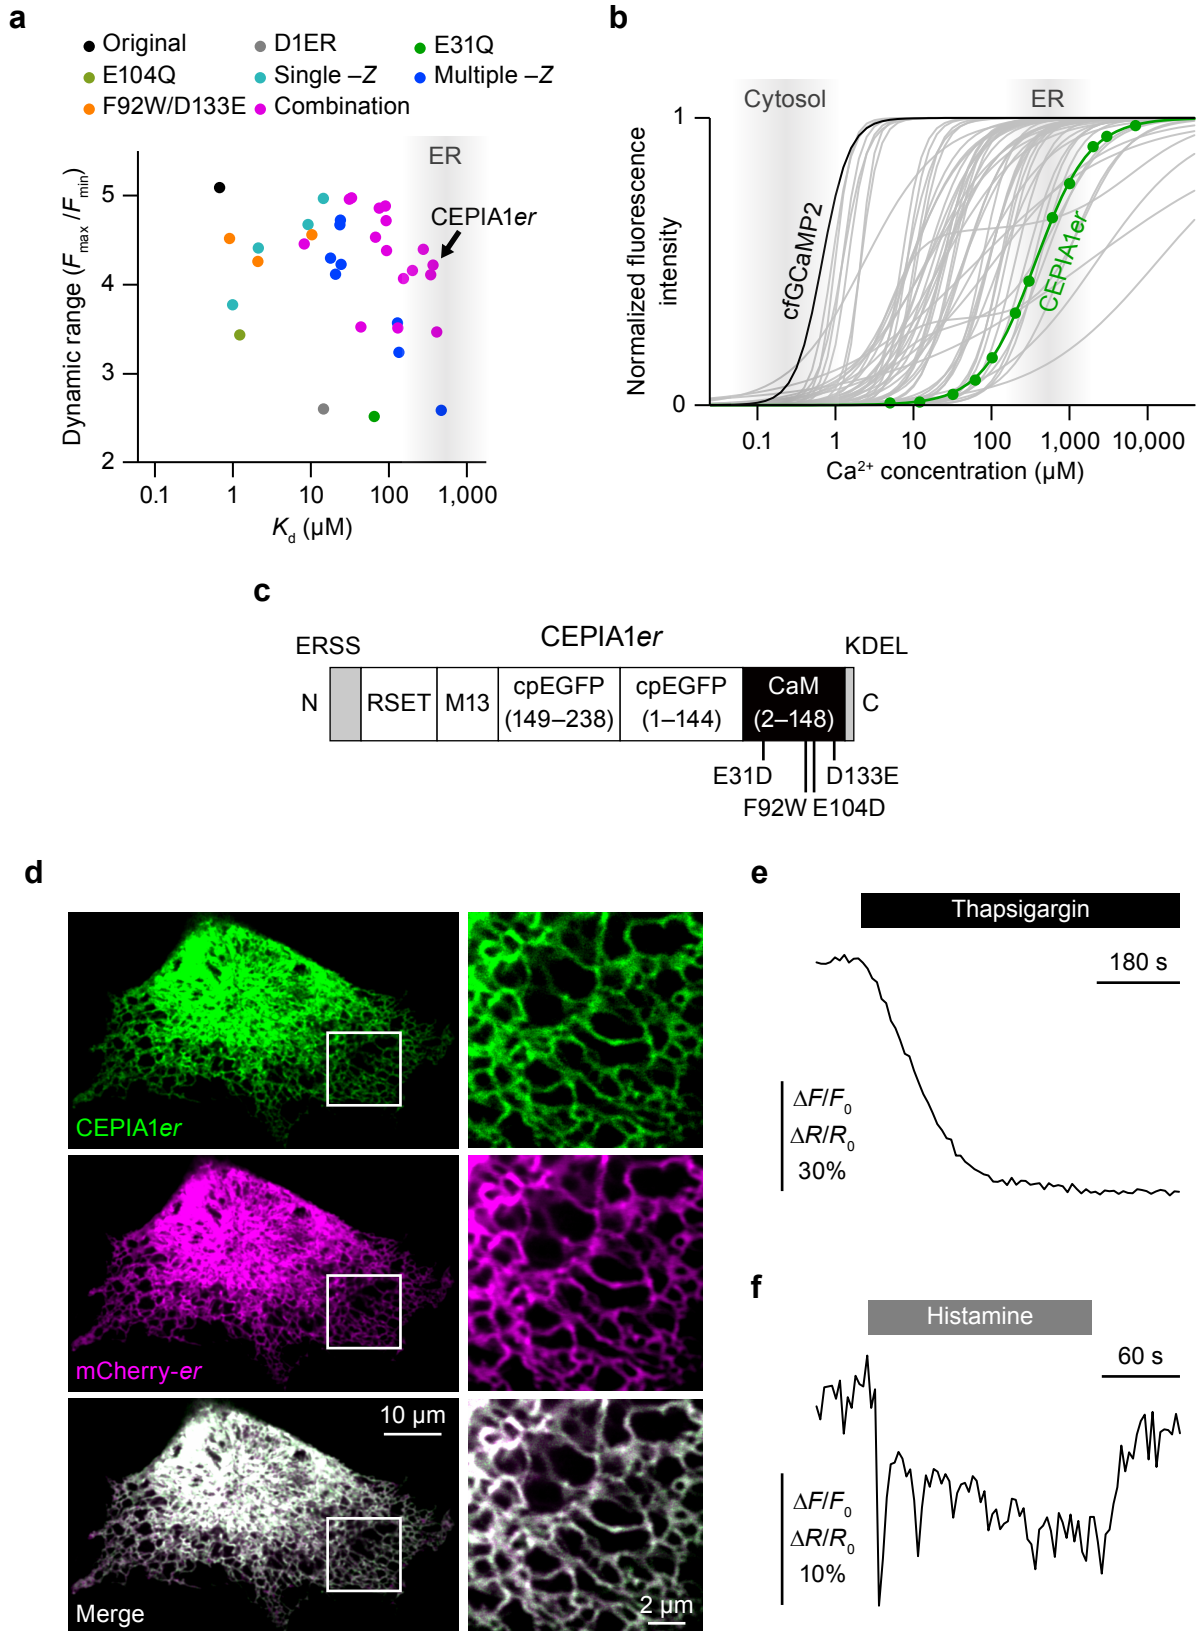 a
Original
D1ER
E31Q
E104Q
Single –Z
Multiple –Z
F92W/D133E
Combination
ER
CEPIA1er
Dynamic range (Fmax /Fmin)
5
4
3
2
0.1 1 10 100 1,000
Kd (µM)
b
Cytosol
ER
Normalized fluorescence
intensity
1
0
cfGCaMP2
CEPIA1er
0.1 1 10 100 1,000 10,000
Ca²⁺ concentration (µM)
c
CEPIA1er
ERSS
KDEL
N
RSET
M13
cpEGFP
(149–238)
cpEGFP
(1–144)
CaM
(2–148)
C
E31D
D133E
F92W
E104D
d
CEPIA1er
mCherry-er
10 µm
Merge
2 µm
e
Thapsigargin
180 s
ΔF/F0
ΔR/R0
30%
f
Histamine
60 s
ΔF/F0
ΔR/R0
10%